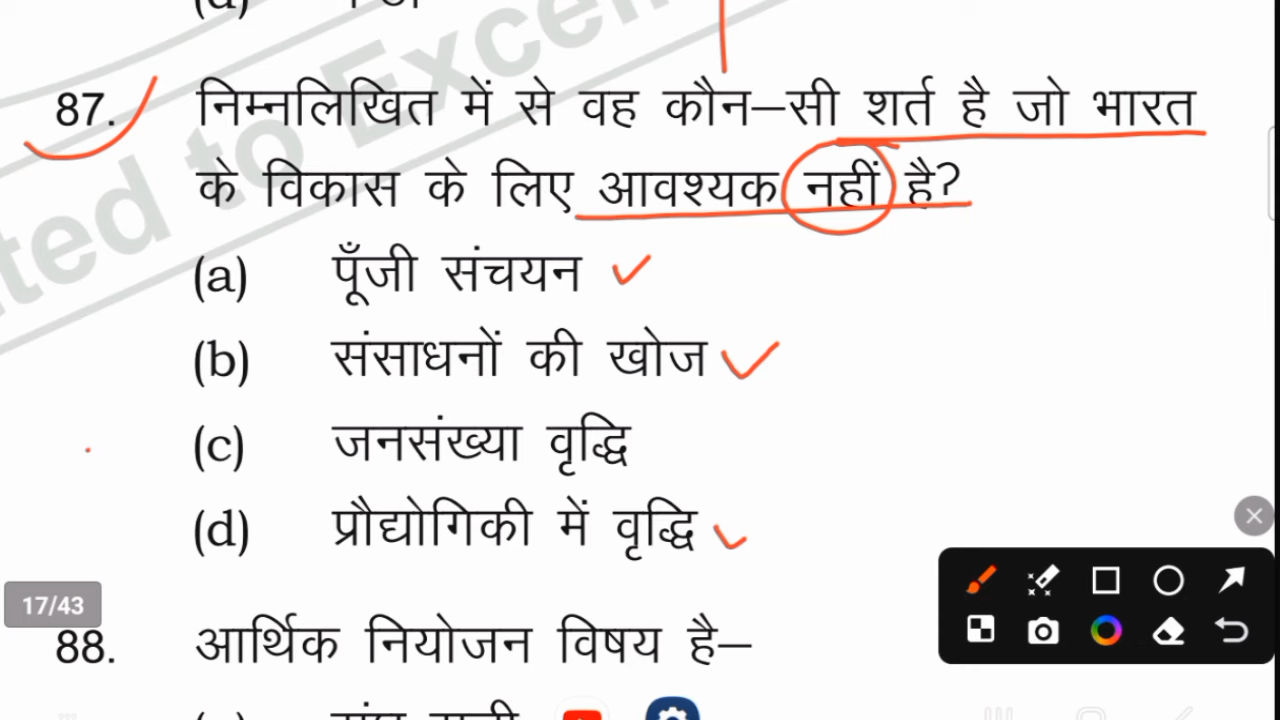 (d)
87. निम्नलिखित में से वह कौन–सी शर्त है जो भारत
के विकास के लिए आवश्यक नहीं है?
(a) पूँजी संचयन
(b) संसाधनों की खोज
(c) जनसंख्या वृद्धि
(d) प्रौद्योगिकी में वृद्धि
17/43
88. आर्थिक नियोजन विषय है–